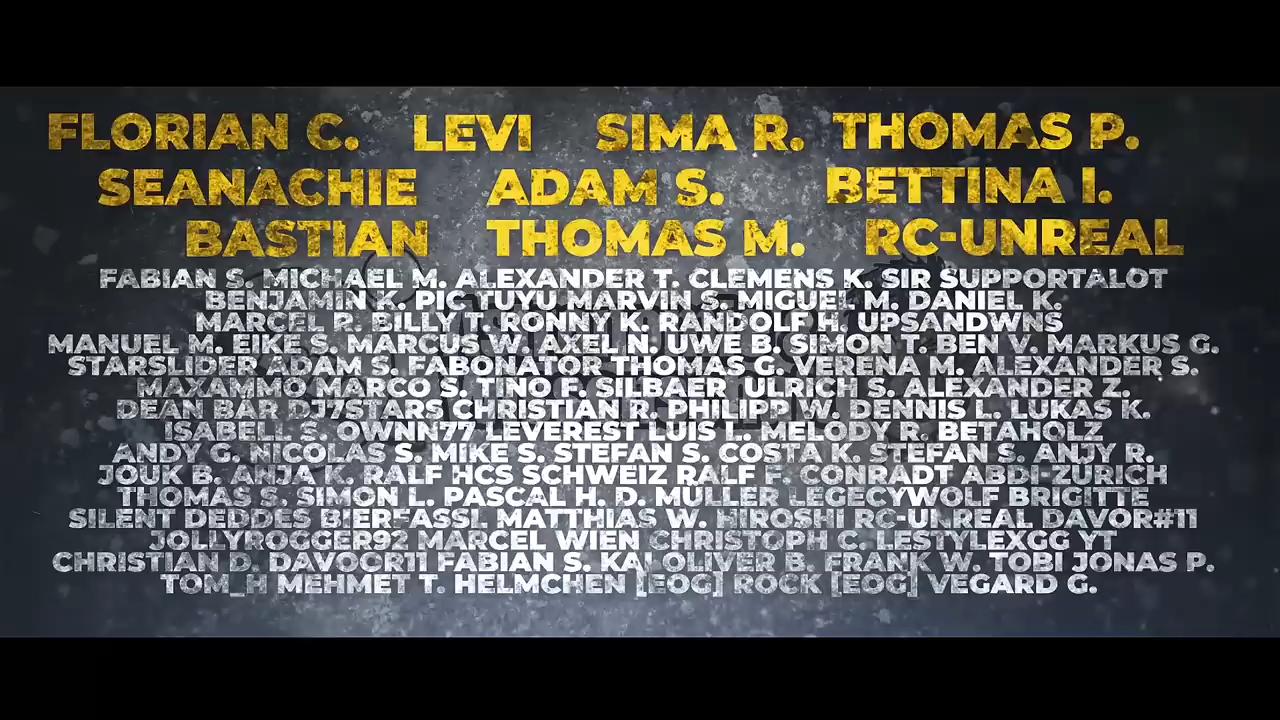 FLORIAN C. LEVI SIMA R. THOMAS P.
SEANACHIE ADAM S. BETTINA I.
BASTIAN THOMAS M. RC-UNREAL
FABIAN S. MICHAEL M. ALEXANDER T. CLEMENS K. SIR SUPPORTALOT
BENJAMIN K. PIC TUYU MARVIN S. MIGUEL M. DANIEL K.
MARCEL R. BILLY T. RONNY K. RANDOLF H. UPSANDWNS
MANUEL M. EIKE S. MARCUS W. AXEL N. UWE B. SIMON T. BEN V. MARKUS G.
STARSLIDER ADAM S. FABONATOR THOMAS G. VERENA M. ALEXANDER S.
MAXAMMO MARCO S. TINO F. SILBAER_ULRICH S. ALEXANDER Z.
DEAN BAR DJ7STARS CHRISTIAN R. PHILIPP W. DENNIS L. LUKAS K.
ISABELL S. OWNN77 LEVEREST LUIS L. MELODY R. BETAHOLZ
ANDY G. NICOLAS S. MIKE S. STEFAN S. COSTA K. STEFAN S. ANJY R.
JOUK B. ANJA K. RALF HCS SCHWEIZ RALF F. CONRADT ABDI-ZÜRICH
THOMAS S. SIMON L. PASCAL H. D. MÜLLER LEGECYWOLF BRIGITTE
SILENT DEDDES BIERFASSL MATTHIAS W. HIROSHI RC-UNREAL DAVOR#11
JOLLYROGGER92 MARCEL WIEN CHRISTOPH C. LESTYLEXGG YT
CHRISTIAN D. DAVOCR11 FABIAN S. KAI OLIVER B. FRANK W. TOBI JONAS P.
TOM_H MEHMET T. HELMCHEN [EOG] ROCK [EOG] VEGARD G.